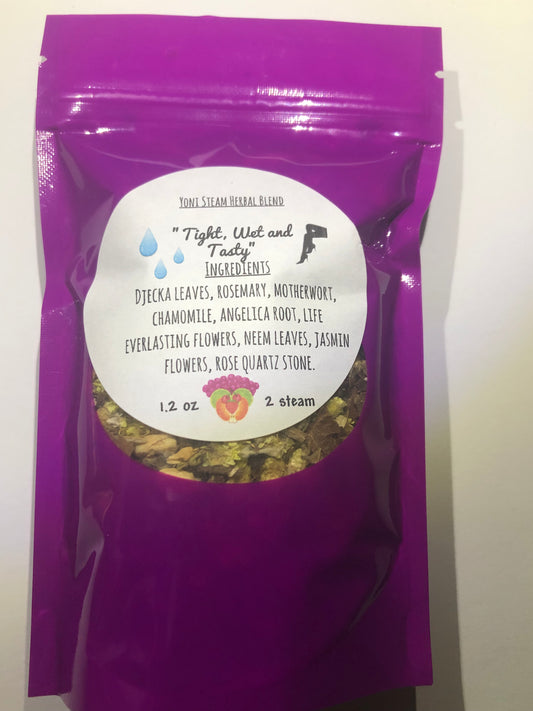 YONI STEAM HERBAL BLEND
" Tight, Wet and
Tasty"
INGREDIENTS
DJECKA LEAVES, ROSEMARY, MOTHERWORT,
CHAMOMILE, ANGELICA ROOT, LIFE
EVERLASTING FLOWERS, NEEM LEAVES, JASMIN
FLOWERS, ROSE QUARTZ STONE.
1.2 oz 2 steam